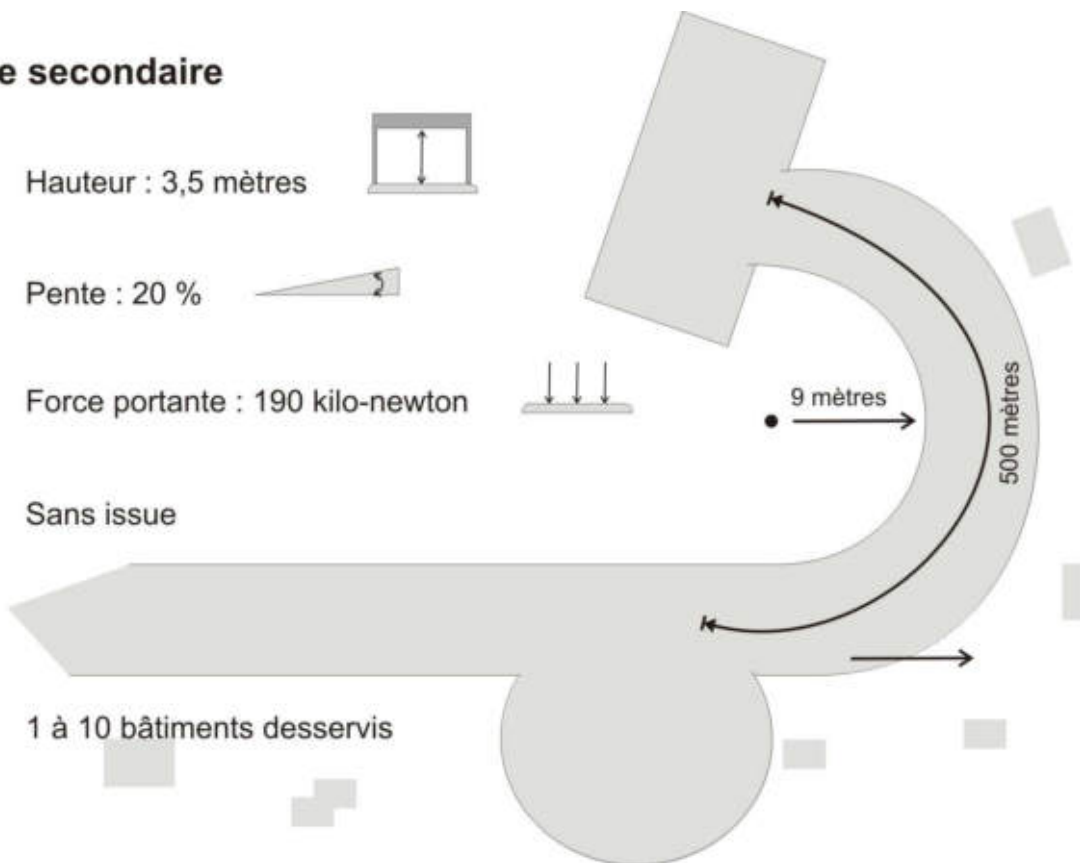 e secondaire
Hauteur : 3,5 mètres
Pente : 20 %
Force portante : 190 kilo-newton
9 mètres
500 mètres
Sans issue
1 à 10 bâtiments desservis